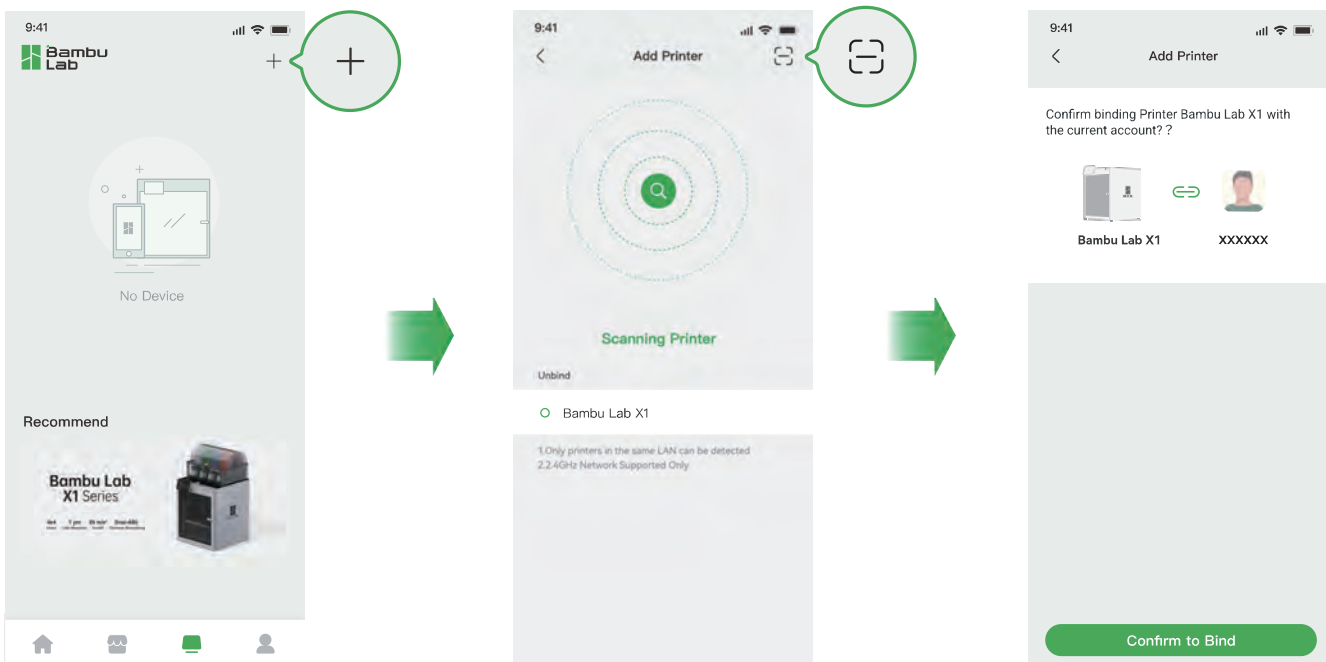 9:41
Bambu
Lab
No Device
Recommend
Bambu Lab
X1 Series
9:41
Add Printer
Scanning Printer
Unbind
Bambu Lab X1
1.Only printers in the same LAN can be detected
2.2.4GHz Network Supported Only
9:41
Add Printer
Confirm binding Printer Bambu Lab X1 with
the current account? ?
Bambu Lab X1
XXXXXX
Confirm to Bind